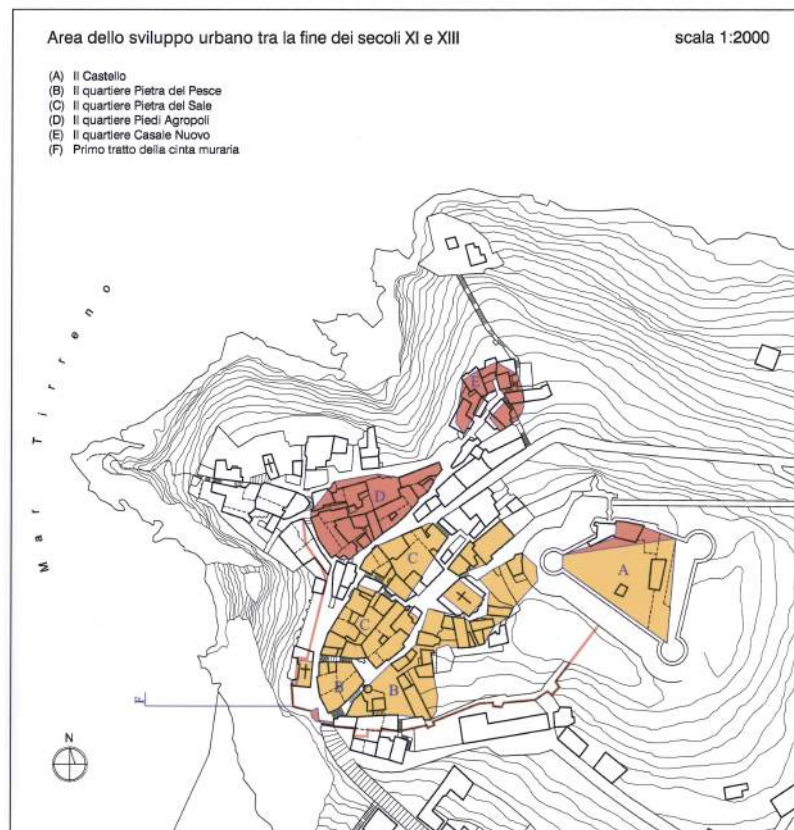 Area dello sviluppo urbano tra la fine dei secoli XI e XIII
scala 1:2000
(A) Il Castello
(B) Il quartiere Pietra del Pesce
(C) Il quartiere Pietra del Sale
(D) Il quartiere Piedi Agropoli
(E) Il quartiere Casale Nuovo
(F) Primo tratto della cinta muraria
Mar Tirreno
E
D
C
A
C
B
B
F
N